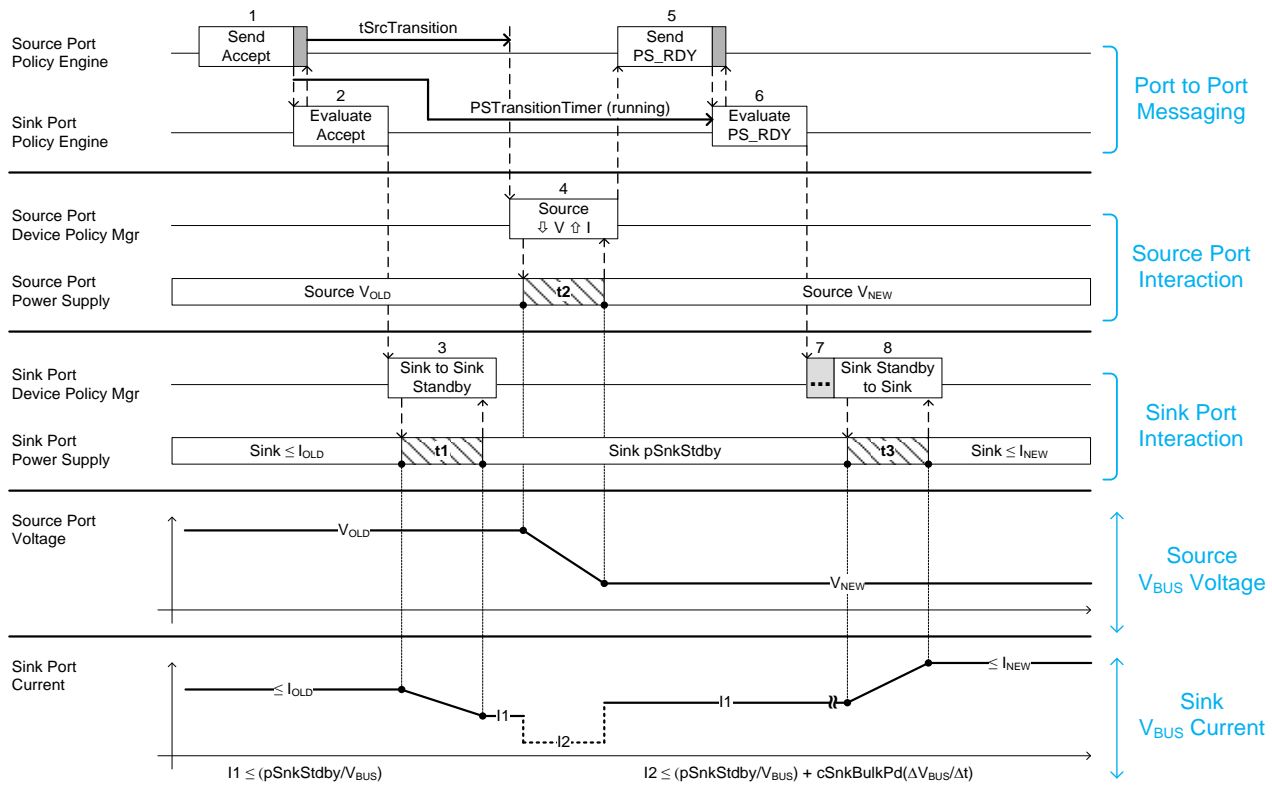 1
tSrcTransition
5
Source Port
Policy Engine
Send
Accept
Send
PS_RDY
2
PSTransitionTimer (running)
6
Sink Port
Policy Engine
Evaluate
Accept
Evaluate
PS_RDY
Port to Port
Messaging
4
Source Port
Device Policy Mgr
Source
⇩ V ⇧ I
Source Port
Power Supply
Source VOLD
t2
Source VNEW
Source Port
Interaction
3
7
8
Sink Port
Device Policy Mgr
Sink to Sink
Standby
...
Sink Standby
to Sink
Sink Port
Power Supply
Sink ≤ IOLD
t1
Sink pSnkStdby
t3
Sink ≤ INEW
Sink Port
Interaction
Source Port
Voltage
VOLD
VNEW
Source
VBUS Voltage
Sink Port
Current
≤ IOLD
I1
I2
I1
≤ INEW
Sink
VBUS Current
I1 ≤ (pSnkStdby/VBUS)
I2 ≤ (pSnkStdby/VBUS) + cSnkBulkPd(ΔVBUS/Δt)